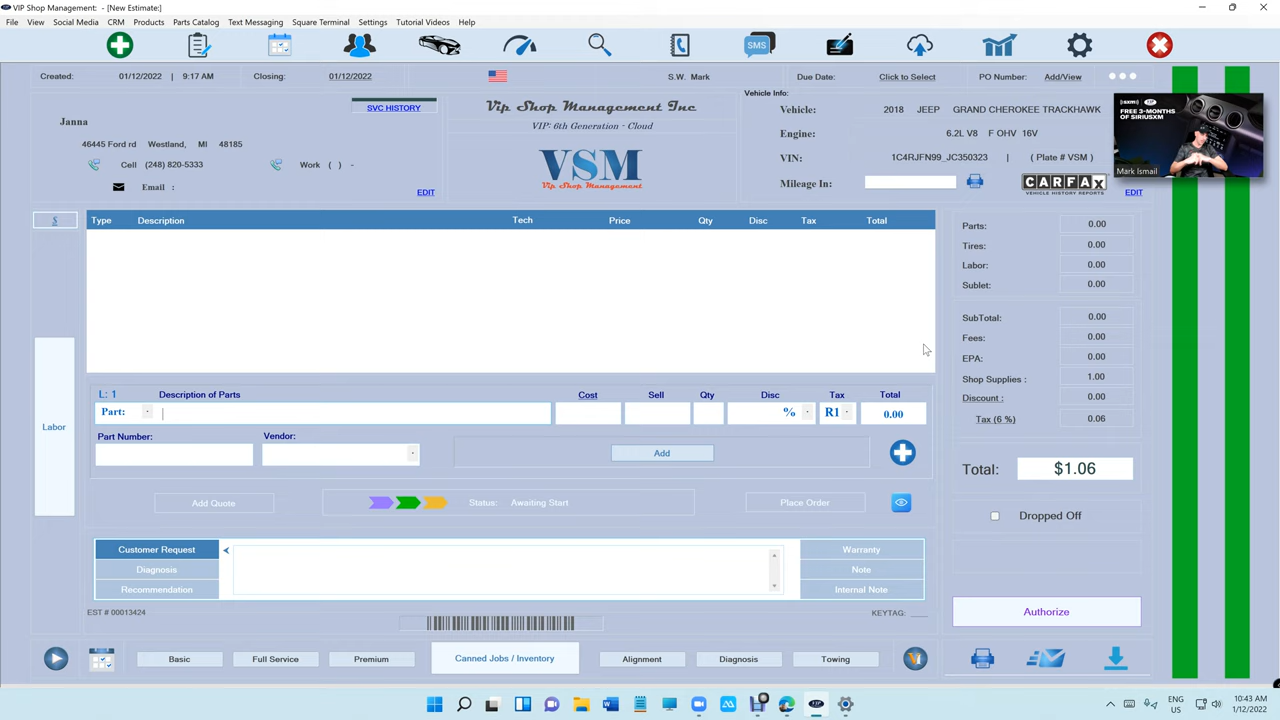 VIP Shop Management: - [New Estimate:]
File View Social Media CRM Products Parts Catalog Text Messaging Square Terminal Settings Tutorial Videos Help
SMS
Created: 01/12/2022 | 9:17 AM Closing: 01/12/2022 S.W. Mark Due Date: Click to Select PO Number: Add/View
SVC HISTORY
Janna
46445 Ford rd Westland, MI 48185
Cell (248) 820-5333 Work ( ) -
Email :
EDIT
Vip Shop Management Inc
VIP: 6th Generation - Cloud
VSM
Vip Shop Management
Vehicle Info:
Vehicle: 2018 JEEP GRAND CHEROKEE TRACKHAWK
Engine: 6.2L V8 F OHV 16V
VIN: 1C4RJFN99_JC350323 | ( Plate # VSM )
Mileage In:
CARFAX
VEHICLE HISTORY REPORTS
EDIT
FREE 3-MONTHS
OF SIRIUSXM
Mark Ismail
$
Type Description Tech Price Qty Disc Tax Total
Labor
L: 1 Description of Parts Cost Sell Qty Disc Tax Total
Part: % R1 0.00
Part Number: Vendor:
Add
Add Quote Status: Awaiting Start Place Order
Customer Request
Diagnosis
Recommendation
Warranty
Note
Internal Note
EST # 00013424 KEYTAG:
Parts: 0.00
Tires: 0.00
Labor: 0.00
Sublet: 0.00
SubTotal: 0.00
Fees: 0.00
EPA: 0.00
Shop Supplies : 1.00
Discount : 0.00
Tax (6 %) 0.06
Total: $1.06
Dropped Off
Authorize
Basic Full Service Premium Canned Jobs / Inventory Alignment Diagnosis Towing
ENG
US
10:43 AM
1/12/2022